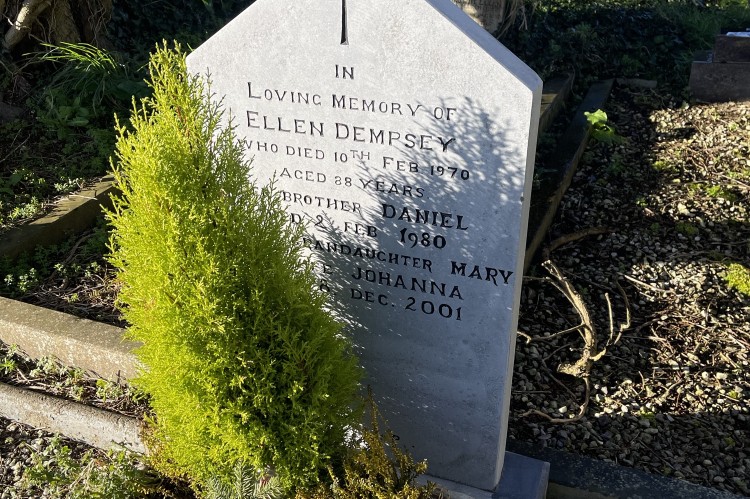 IN
LOVING MEMORY OF
ELLEN DEMPSEY
WHO DIED 10TH FEB. 1970
AGED 88 YEARS
BROTHER DANIEL
2 FEB 1980
MARY
JOHANNA
DEC. 2001